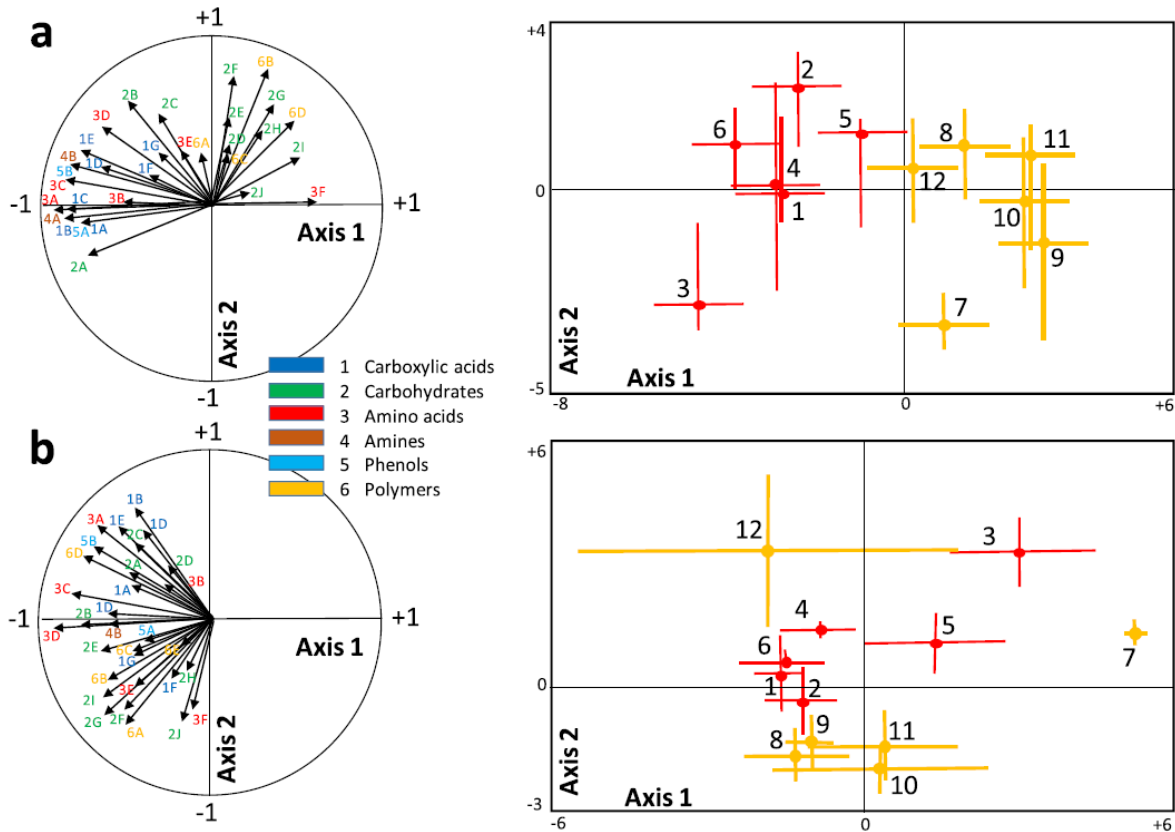 a
+1
-1
+1
-1
Axis 1
Axis 2
2F
6B
2B
2C
2G
3D
2E
6D
1E
1G
3E
6A
2D
2H
4B
1D
6C
2I
5B
1F
3C
2J
3A
1C
3B
3F
4A
1B
5A
1A
2A
+4
-5
-8
0
+6
0
Axis 1
Axis 2
2
6
5
8
11
4
12
1
10
3
9
7
1 Carboxylic acids
2 Carbohydrates
3 Amino acids
4 Amines
5 Phenols
6 Polymers
b
+1
-1
+1
-1
Axis 1
Axis 2
1B
3A
1E
1D
2C
5B
6D
2D
2A
3B
3C
1A
1D
2B
3D
4B
5A
2E
6C
6E
1G
6B
3E
1F
2H
2I
2G
2F
6A
2J
3F
+6
0
-3
-6
0
+6
Axis 1
Axis 2
12
3
4
5
7
6
1
2
9
8
11
10